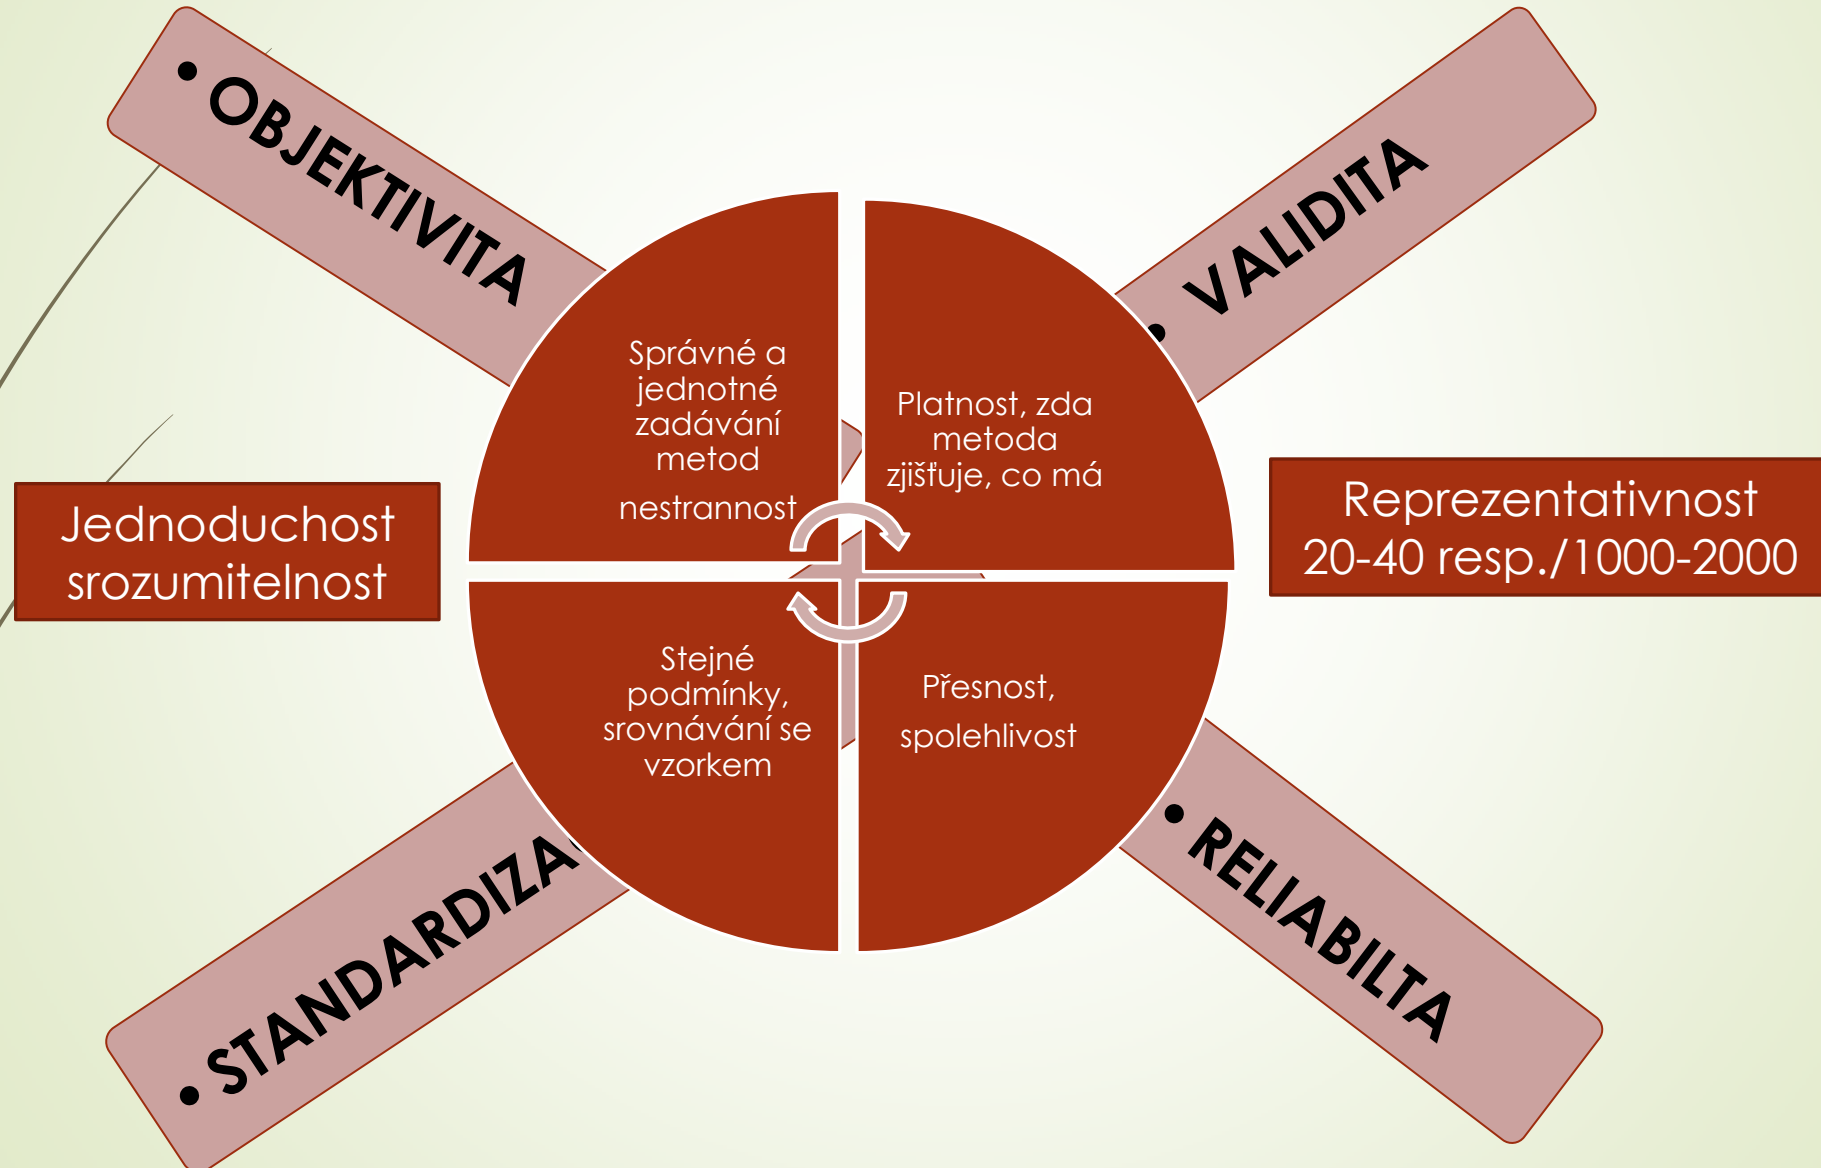 • OBJEKTIVITA
• VALIDITA
Správné a
jednotné
zadávání
metod
nestrannost
Platnost, zda
metoda
zjišťuje, co má
Jednoduchost
srozumitelnost
Reprezentativnost
20-40 resp./1000-2000
Stejné
podmínky,
srovnávání se
vzorkem
Přesnost,
spolehlivost
• STANDARDIZA
• RELIABILTA